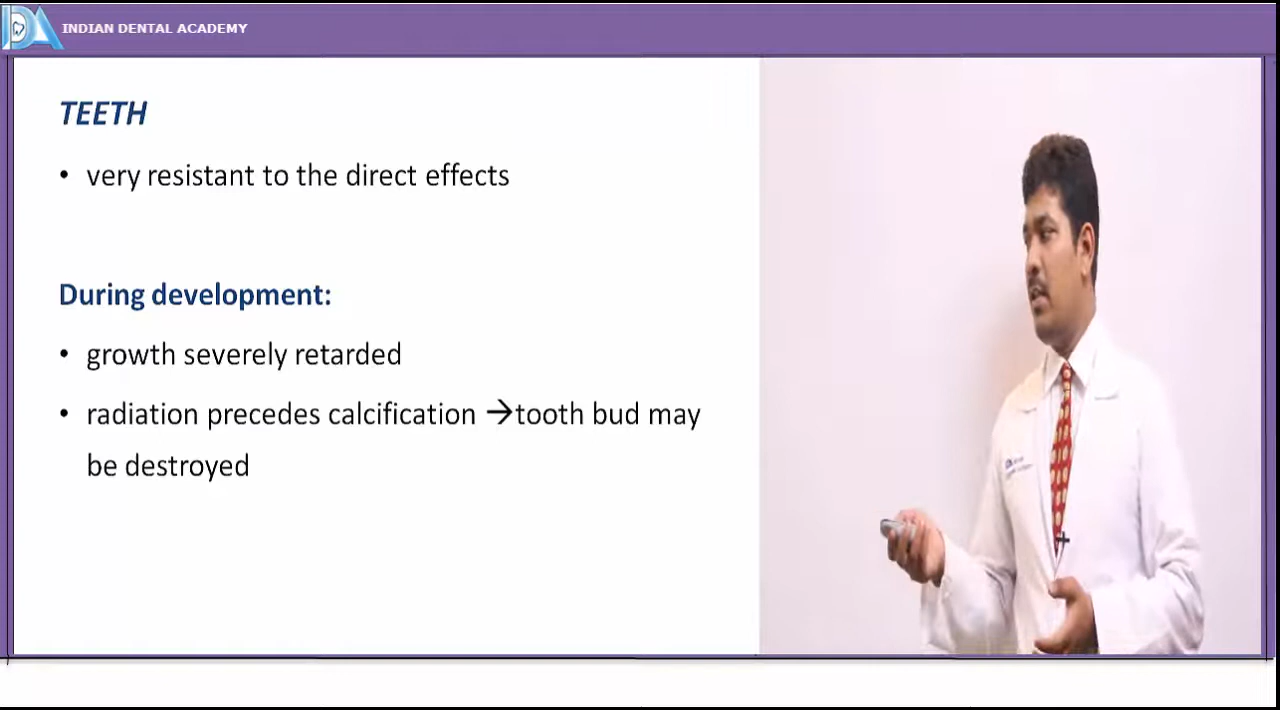 INDIAN DENTAL ACADEMY
TEETH
• very resistant to the direct effects
During development:
• growth severely retarded
• radiation precedes calcification →tooth bud may
be destroyed